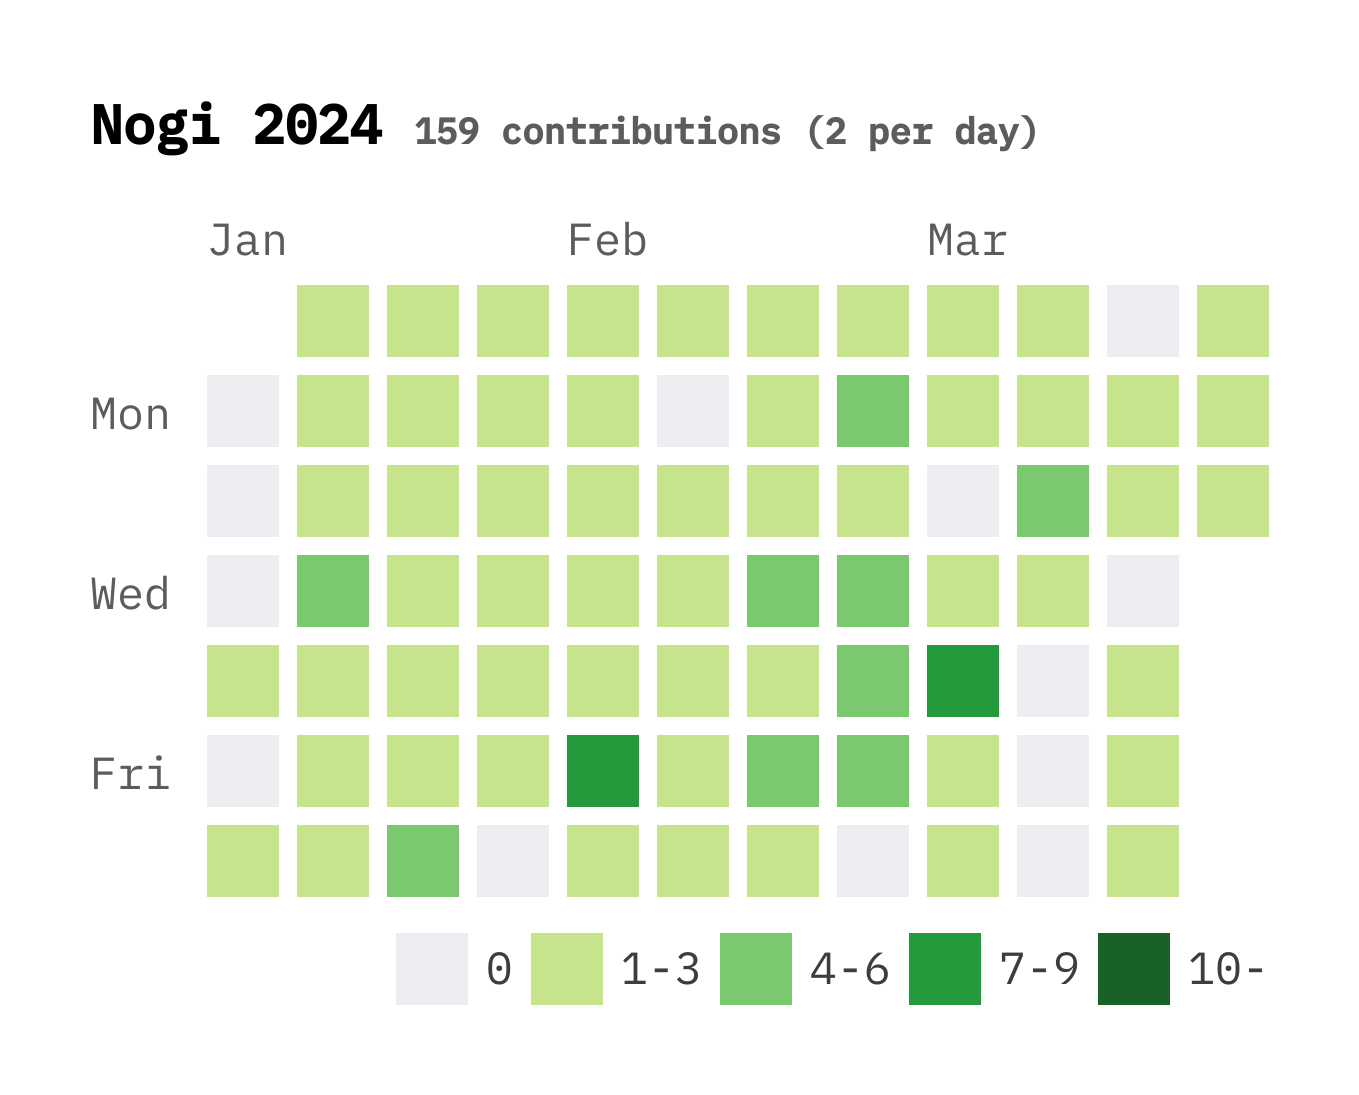 Nogi 2024 159 contributions (2 per day)
Jan Feb Mar
Mon
Wed
Fri
0 1-3 4-6 7-9 10-